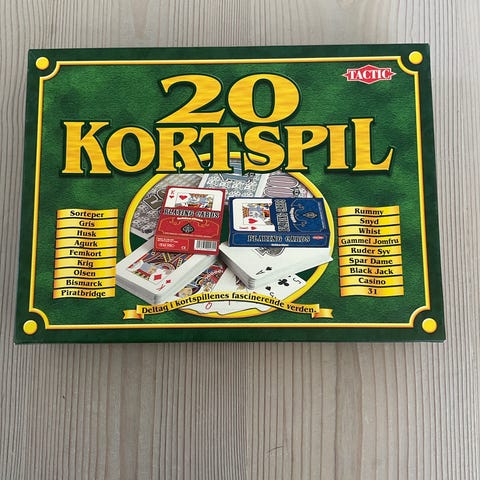 TACTIC
20
KORTSPIL
Sorteper
Gris
Husk
Agurk
Femkort
Krig
Olsen
Bismarck
Piratbridge
Rummy
Snyd
Whist
Gammel Jomfru
Ruder Syv
Spar Dame
Black Jack
Casino
31
PLAYING CARDS
PLAYING CARDS
Deltag i kortspillenes fascinerende verden.